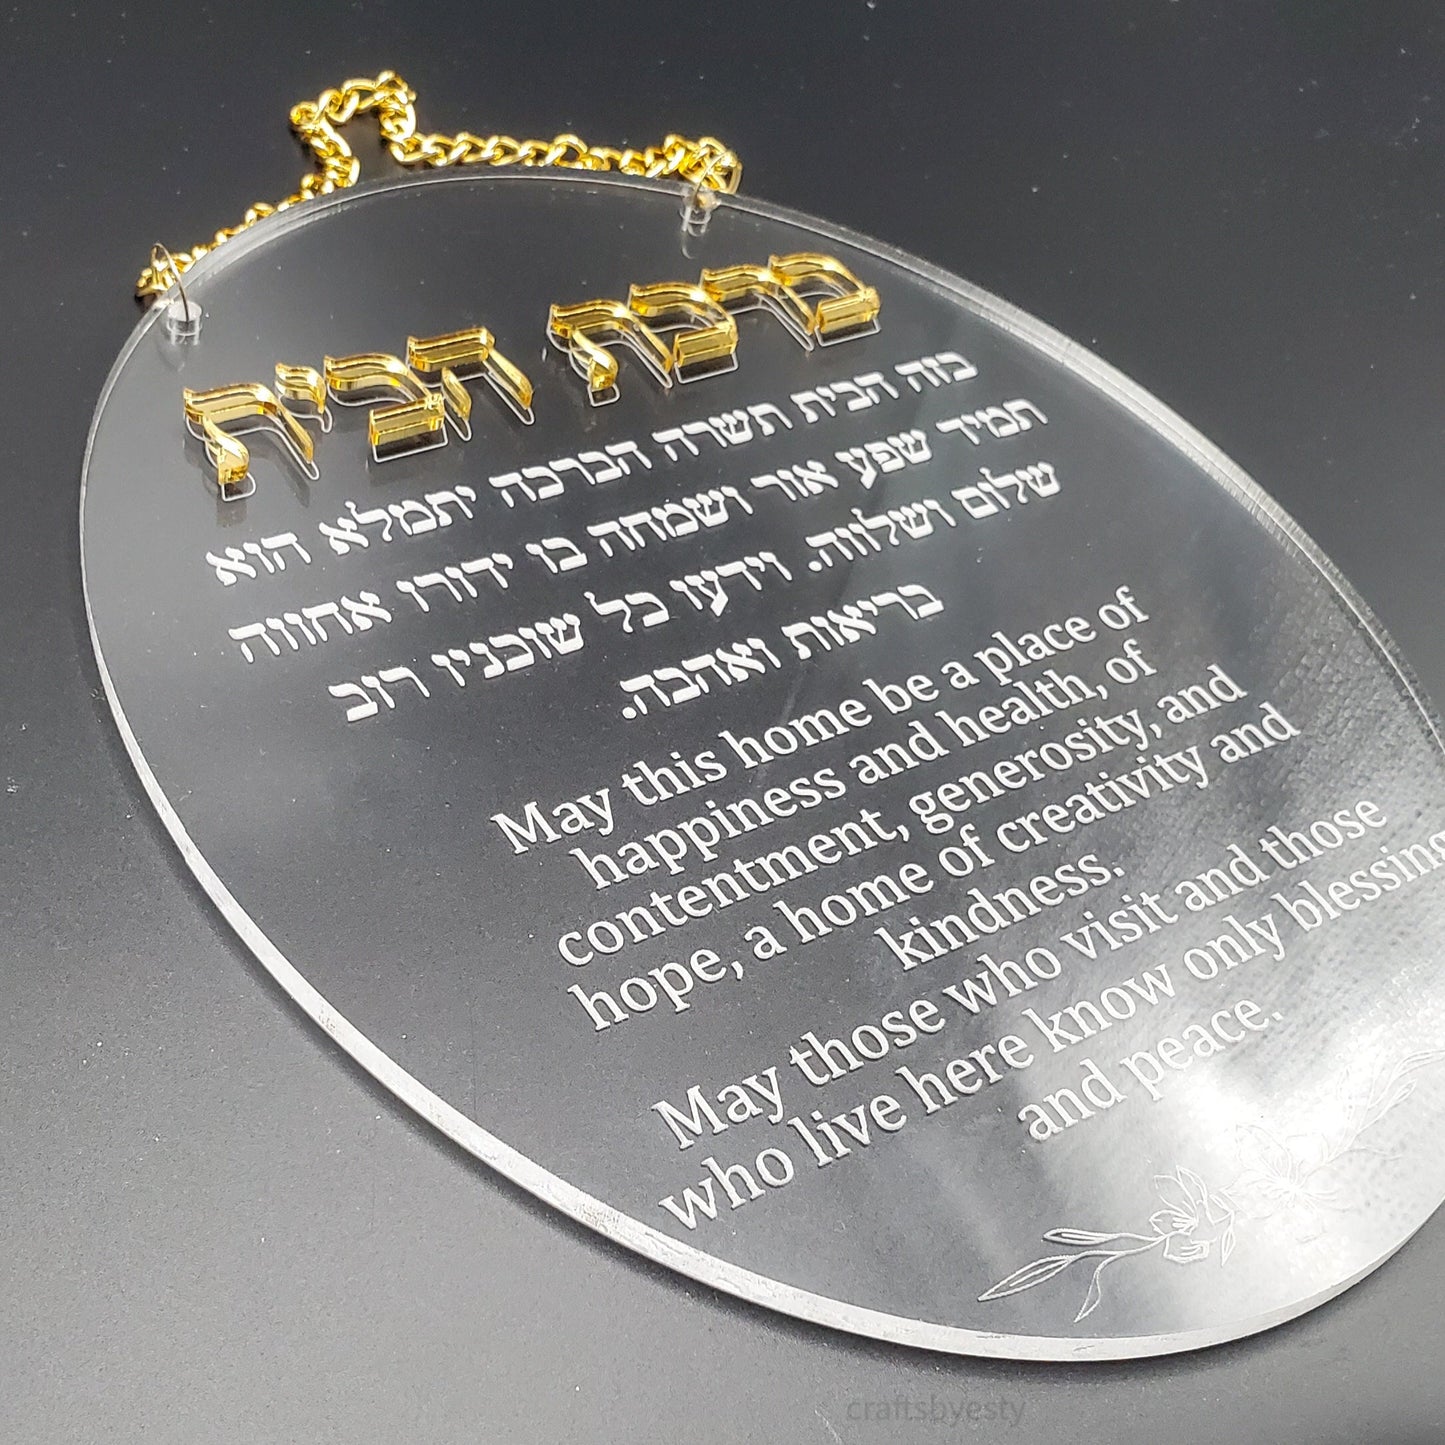 ברכת הבית
בזה הבית תשרה הברכה יתמלא הוא
תמיד שפע אור ושמחה בו ידורו אחווה
שלום ושלווה. וידעו כל שוכניו רוב
בריאות ואהבה.
May this home be a place of
happiness and health, of
contentment, generosity, and
hope, a home of creativity and
kindness.
May those who visit and those
who live here know only blessing
and peace.
craftsbyesty